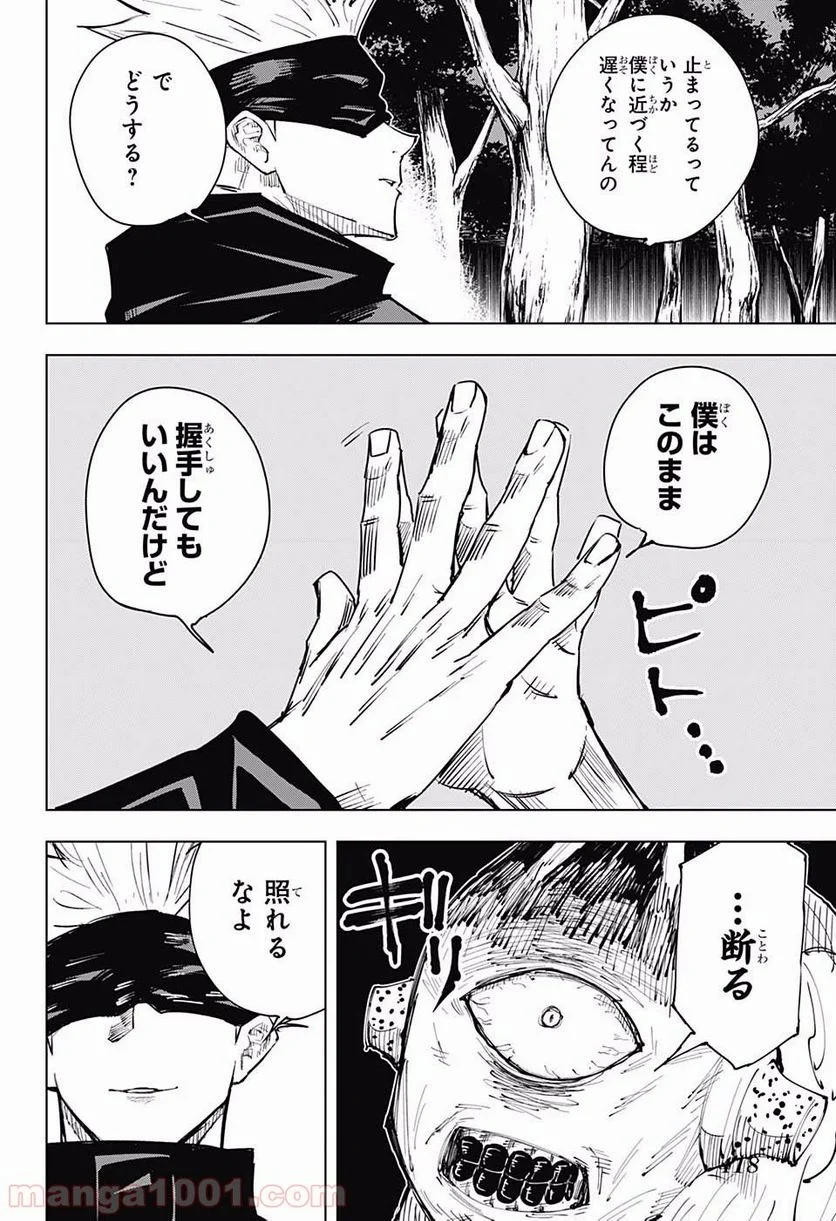 止まってるって
いうか
僕に近づく程
遅くなってんの
で
どうする?
僕は
このまま
握手しても
いいんだけど
ピト…
…断る
ギリ
照れる
なよ
118
manga1001.com